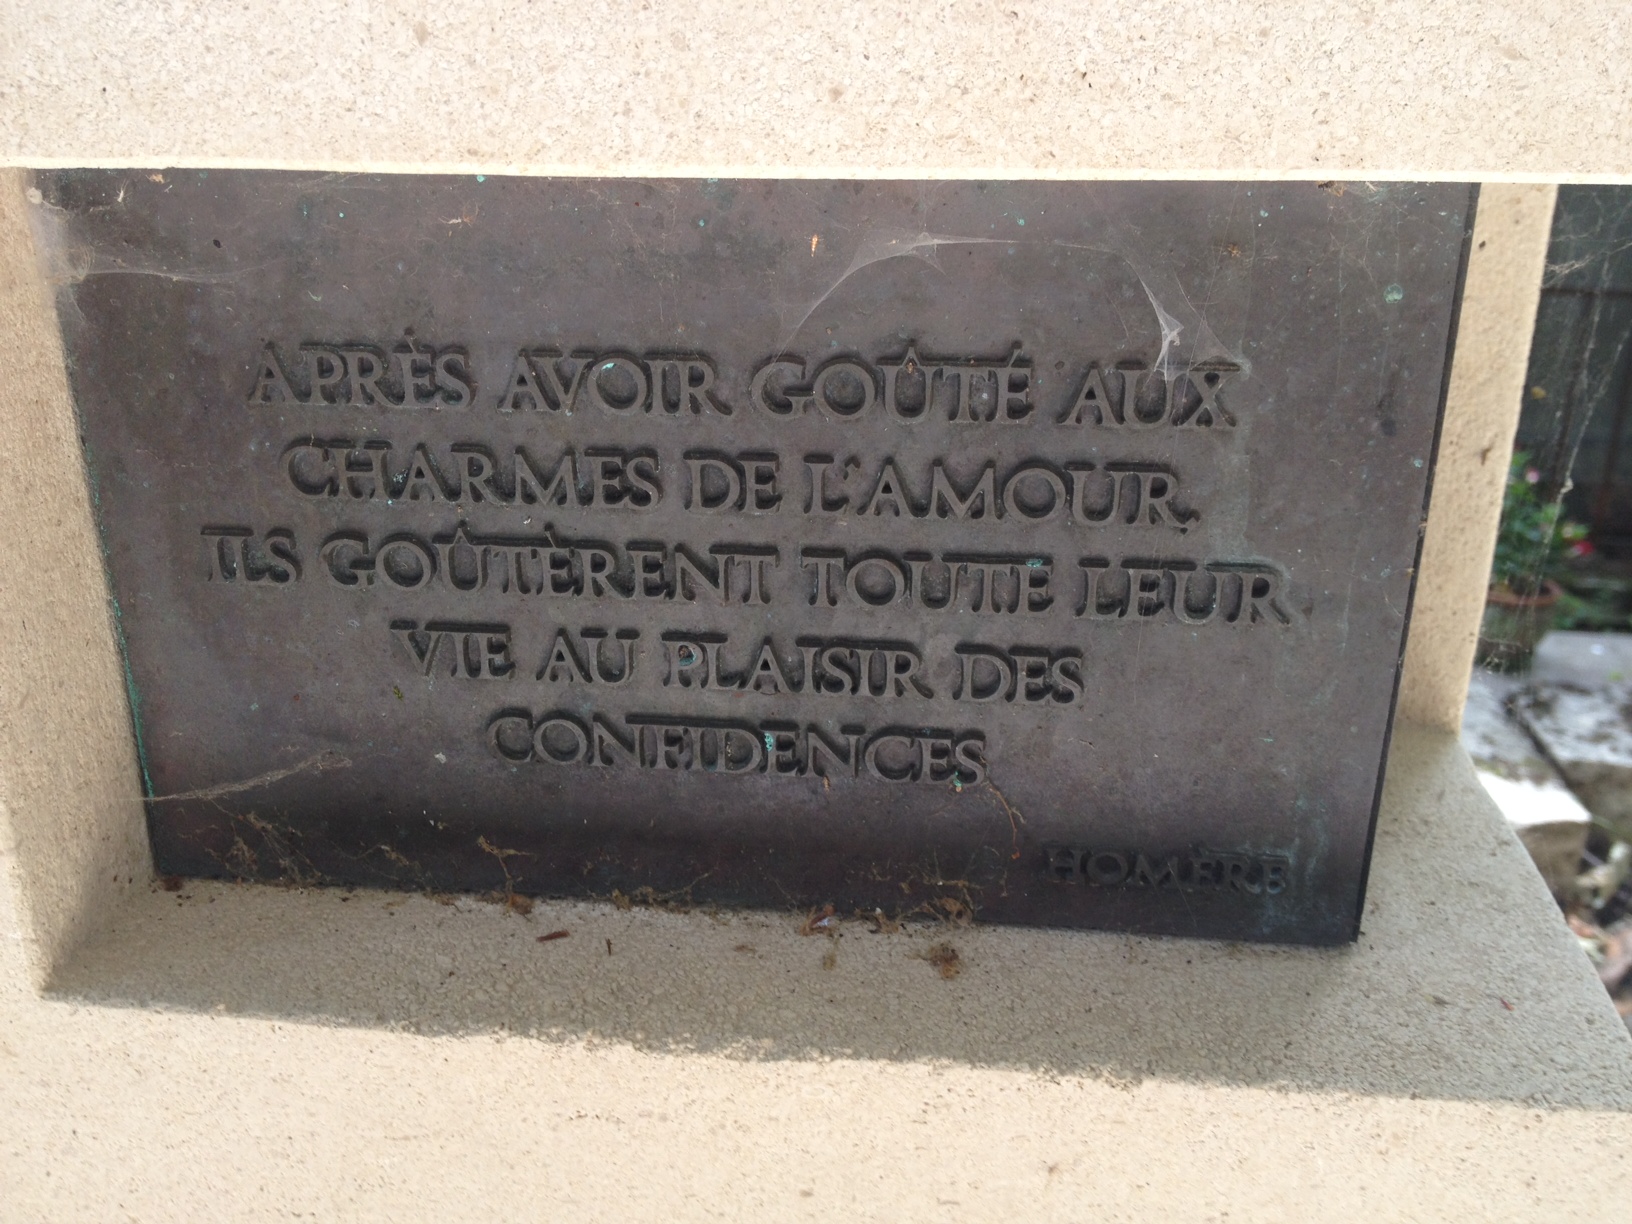 APRÈS AVOIR GOÛTÉ AUX
CHARMES DE L'AMOUR,
ILS GOÛTÈRENT TOUTE LEUR
VIE AU PLAISIR DES
CONFIDENCES
HOMÈRE